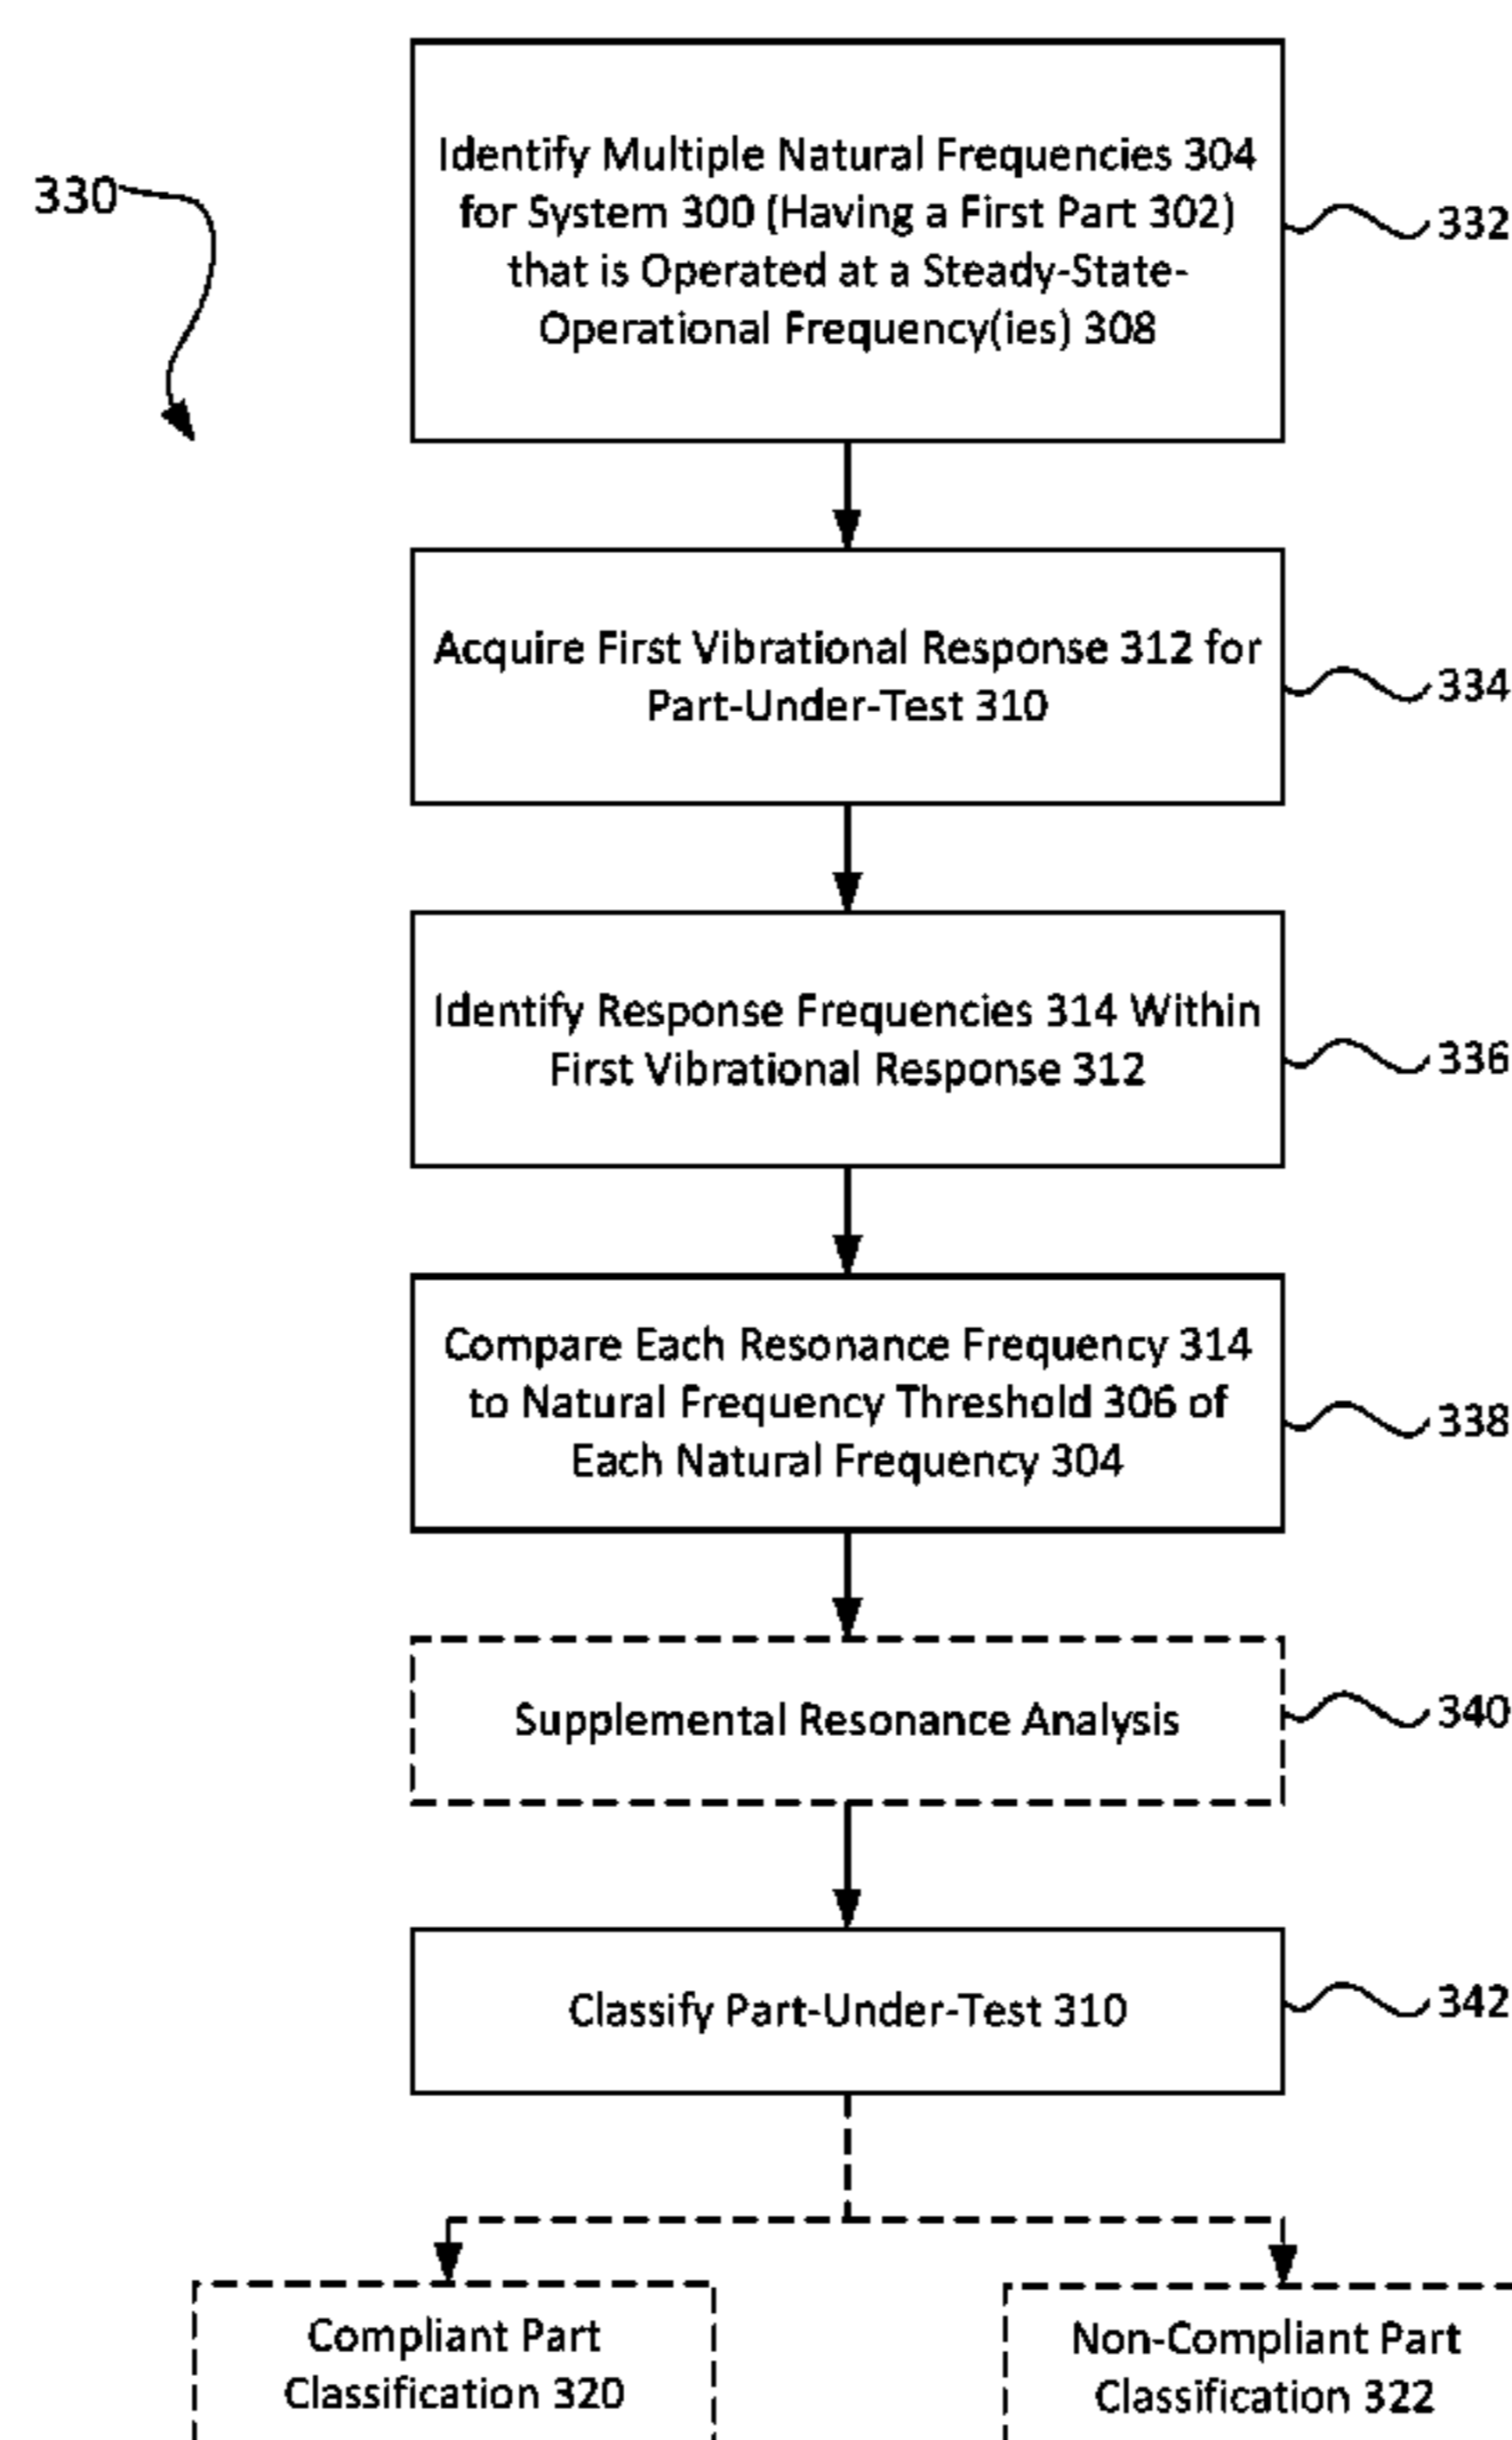 330
Identify Multiple Natural Frequencies 304
for System 300 (Having a First Part 302)
that is Operated at a Steady-State-
Operational Frequency(ies) 308
332
Acquire First Vibrational Response 312 for
Part-Under-Test 310
334
Identify Response Frequencies 314 Within
First Vibrational Response 312
336
Compare Each Resonance Frequency 314
to Natural Frequency Threshold 306 of
Each Natural Frequency 304
338
Supplemental Resonance Analysis
340
Classify Part-Under-Test 310
342
Compliant Part
Classification 320
Non-Compliant Part
Classification 322